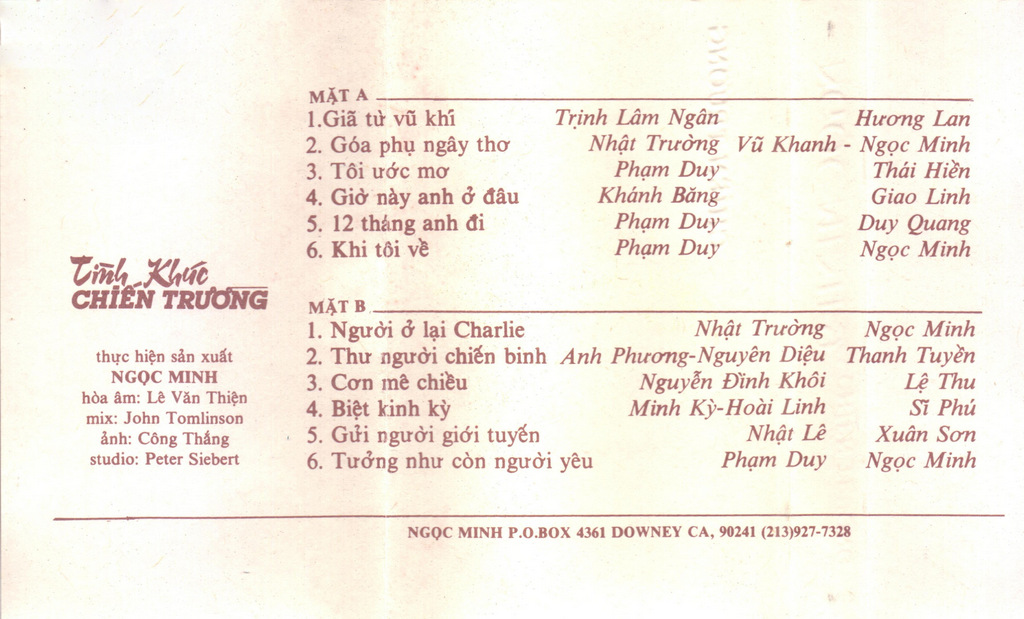 Tình Khúc
CHIẾN TRƯỜNG
thực hiện sản xuất
NGỌC MINH
hòa âm: Lê Văn Thiện
mix: John Tomlinson
ảnh: Công Thắng
studio: Peter Siebert
MẶT A
1.Giã từ vũ khí Trịnh Lâm Ngân Hương Lan
2. Góa phụ ngây thơ Nhật Trường Vũ Khanh - Ngọc Minh
3. Tôi ước mơ Phạm Duy Thái Hiền
4. Giờ này anh ở đâu Khánh Băng Giao Linh
5. 12 tháng anh đi Phạm Duy Duy Quang
6. Khi tôi về Phạm Duy Ngọc Minh
MẶT B
1. Người ở lại Charlie Nhật Trường Ngọc Minh
2. Thư người chiến binh Anh Phương-Nguyên Diệu Thanh Tuyền
3. Cơn mê chiều Nguyễn Đình Khôi Lệ Thu
4. Biệt kinh kỳ Minh Kỳ-Hoài Linh Sĩ Phú
5. Gửi người giới tuyến Nhật Lê Xuân Sơn
6. Tưởng như còn người yêu Phạm Duy Ngọc Minh
NGỌC MINH P.O.BOX 4361 DOWNEY CA, 90241 (213)927-7328